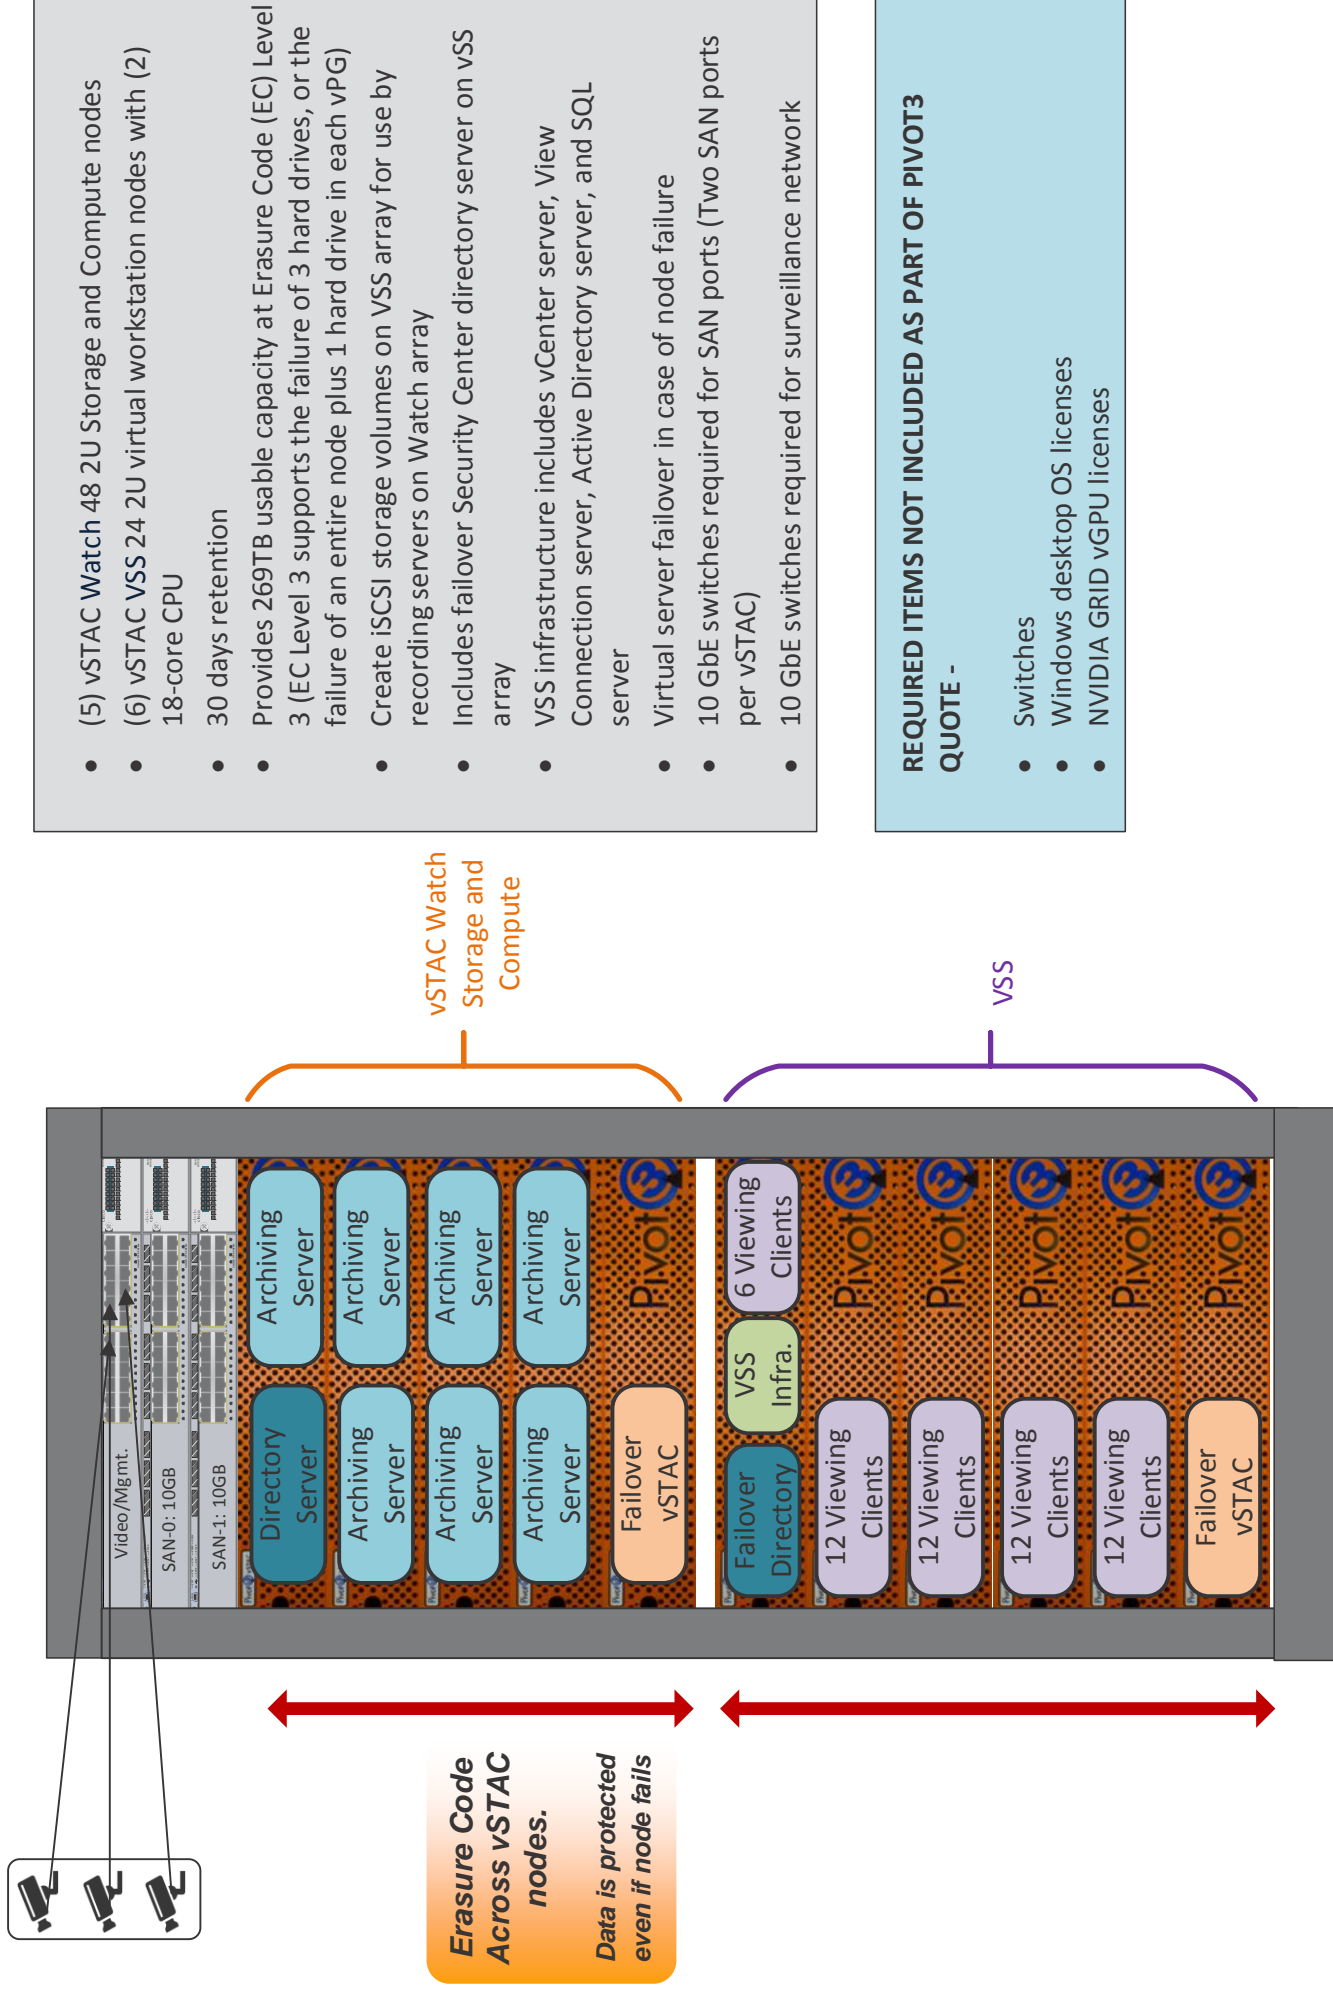 Erasure Code
Across vSTAC
nodes.
Data is protected
even if node fails
Video/Mgmt.
SAN-0: 10GB
SAN-1: 10GB
Directory
Server
Archiving
Server
Archiving
Server
Archiving
Server
Archiving
Server
Archiving
Server
Archiving
Server
Archiving
Server
Failover
vSTAC
Pivot3
Failover
Directory
VSS
Infra.
6 Viewing
Clients
12 Viewing
Clients
Pivot3
12 Viewing
Clients
Pivot3
12 Viewing
Clients
Pivot3
12 Viewing
Clients
Pivot3
Failover
vSTAC
Pivot3
vSTAC Watch
Storage and
Compute
VSS
• (5) vSTAC Watch 48 2U Storage and Compute nodes
• (6) vSTAC VSS 24 2U virtual workstation nodes with (2)
18-core CPU
• 30 days retention
• Provides 269TB usable capacity at Erasure Code (EC) Level
3 (EC Level 3 supports the failure of 3 hard drives, or the
failure of an entire node plus 1 hard drive in each vPG)
• Create iSCSI storage volumes on VSS array for use by
recording servers on Watch array
• Includes failover Security Center directory server on vSS
array
• VSS infrastructure includes vCenter server, View
Connection server, Active Directory server, and SQL
server
• Virtual server failover in case of node failure
• 10 GbE switches required for SAN ports (Two SAN ports
per vSTAC)
• 10 GbE switches required for surveillance network
REQUIRED ITEMS NOT INCLUDED AS PART OF PIVOT3
QUOTE -
• Switches
• Windows desktop OS licenses
• NVIDIA GRID vGPU licenses